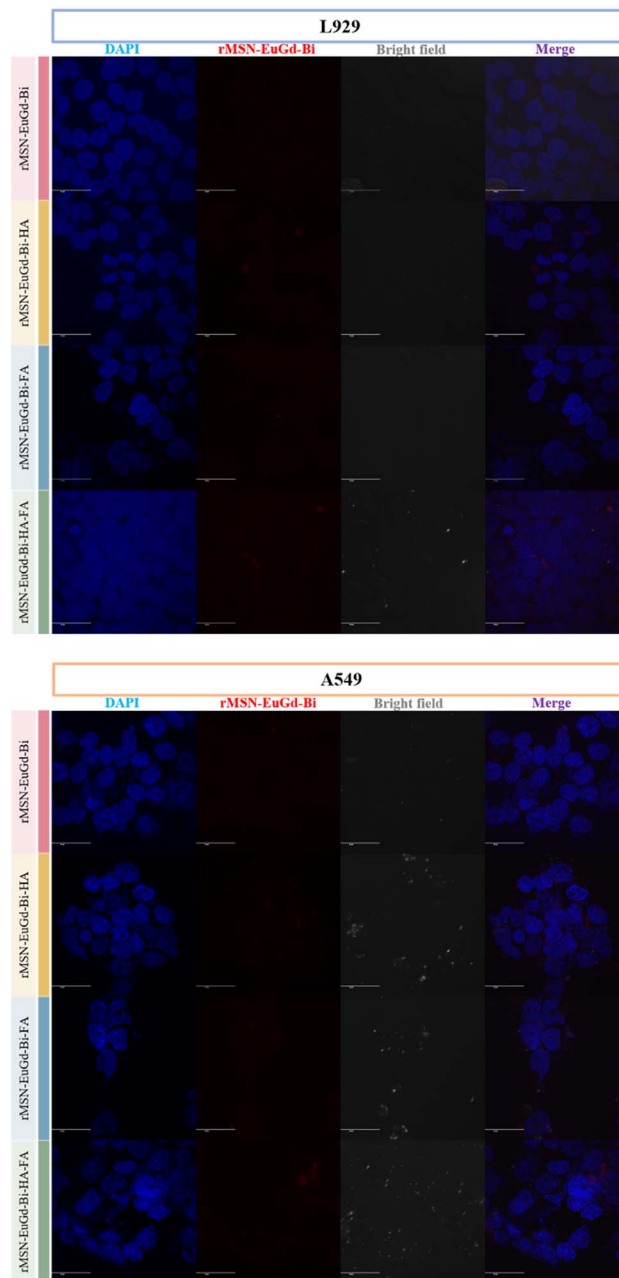 L929
DAPI rMSN-EuGd-Bi Bright field Merge
rMSN-EuGd-Bi
rMSN-EuGd-Bi-HA
rMSN-EuGd-Bi-FA
rMSN-EuGd-Bi-HA-FA
A549
DAPI rMSN-EuGd-Bi Bright field Merge
rMSN-EuGd-Bi
rMSN-EuGd-Bi-HA
rMSN-EuGd-Bi-FA
rMSN-EuGd-Bi-HA-FA